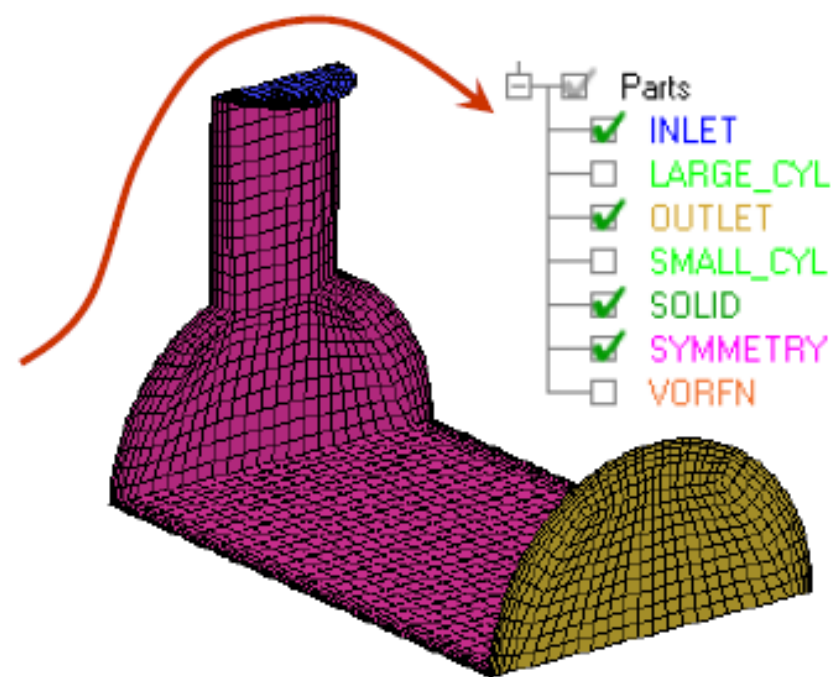 Parts
INLET
LARGE_CYL
OUTLET
SMALL_CYL
SOLID
SYMMETRY
VORFN